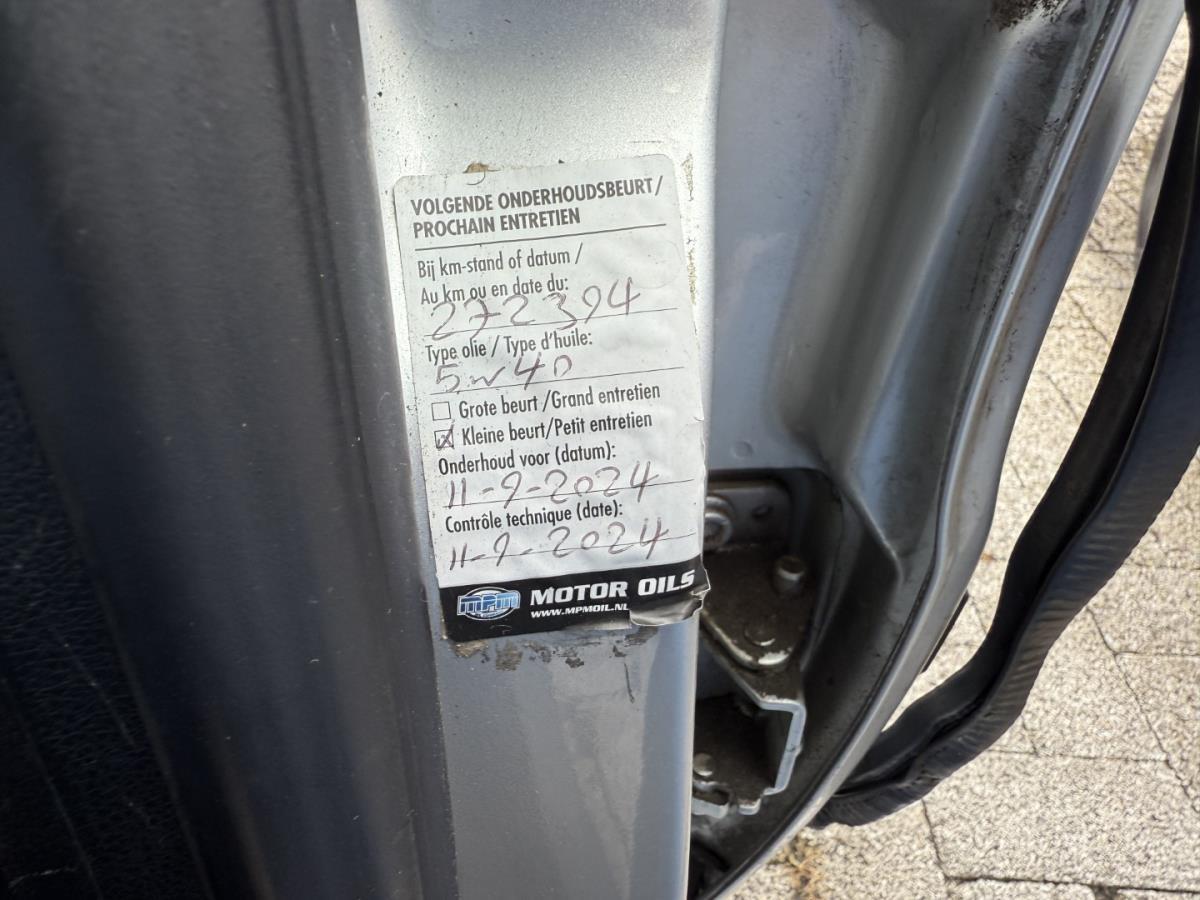 VOLGENDE ONDERHOUDSBEURT/
PROCHAIN ENTRETIEN
Bij km-stand of datum /
Au km ou en date du:
272394
Type olie / Type d'huile:
5w40
Grote beurt /Grand entretien
Kleine beurt/Petit entretien
Onderhoud voor (datum):
11-9-2024
Contrôle technique (date):
11-9-2024
MPM MOTOR OILS
WWW.MPMOIL.NL